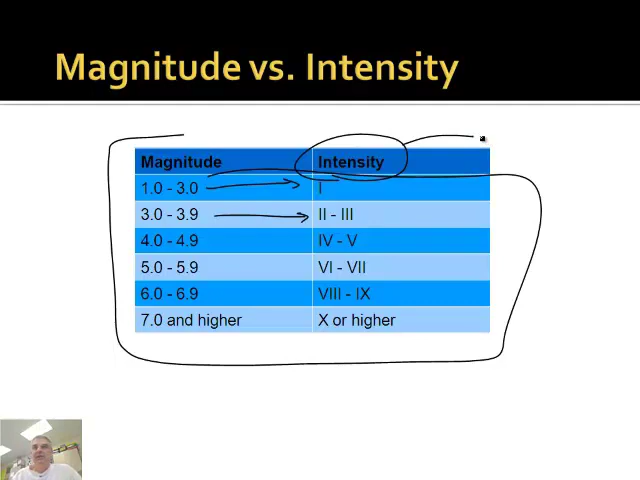 Magnitude vs. Intensity
Magnitude Intensity
1.0 - 3.0 I
3.0 - 3.9 II - III
4.0 - 4.9 IV - V
5.0 - 5.9 VI - VII
6.0 - 6.9 VIII - IX
7.0 and higher X or higher